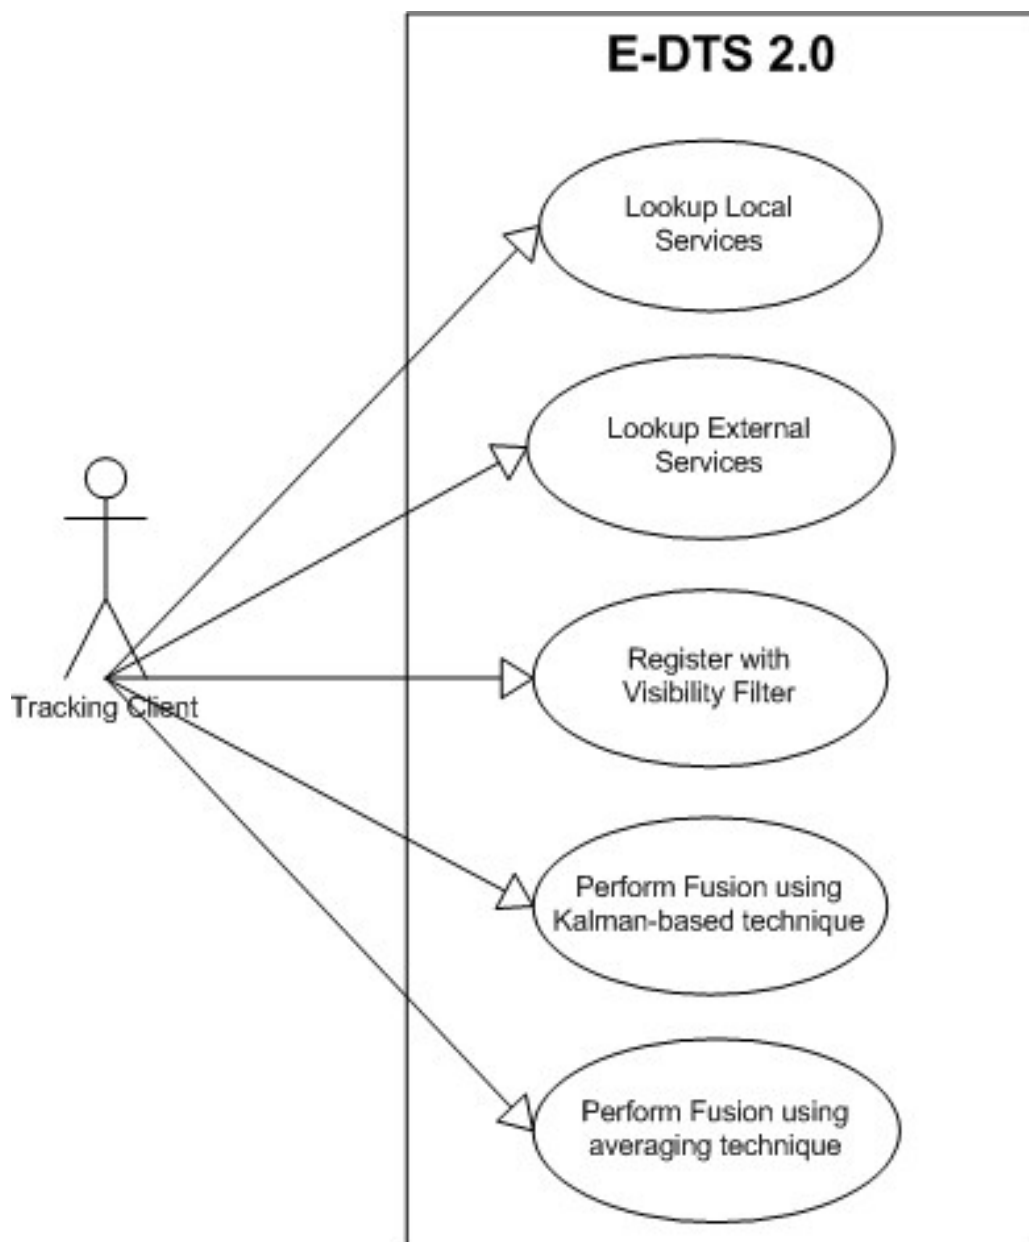 E-DTS 2.0
Lookup Local
Services
Lookup External
Services
Register with
Visibility Filter
Tracking Client
Perform Fusion using
Kalman-based technique
Perform Fusion using
averaging technique